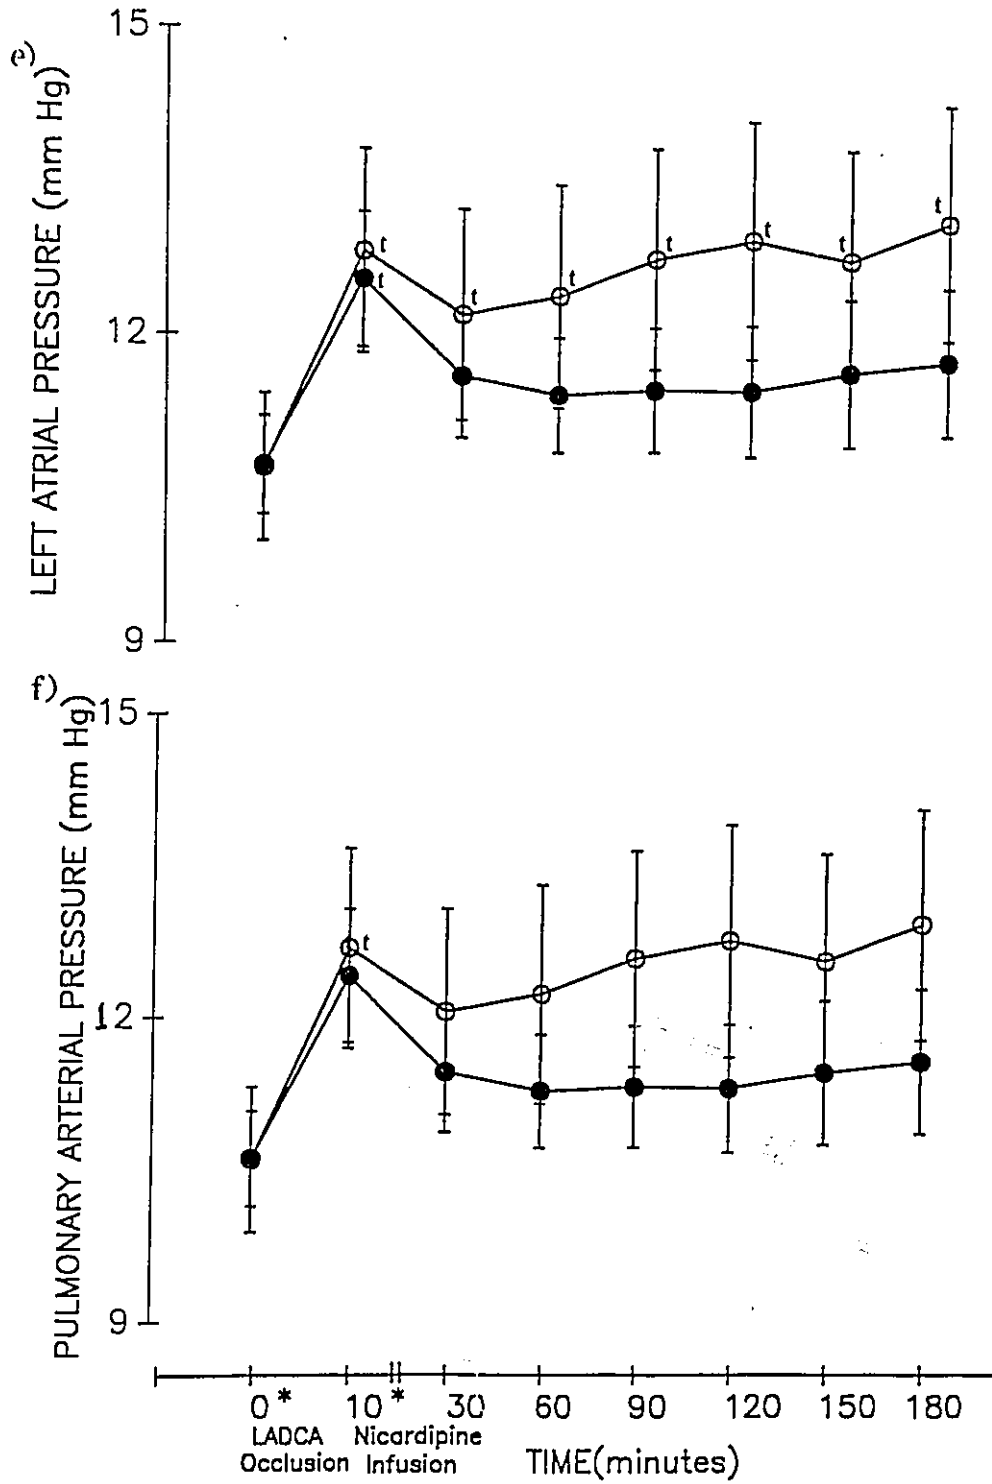 e)
LEFT ATRIAL PRESSURE (mm Hg)
15
12
9
t
t
t
t
t
t
t
t
f)
PULMONARY ARTERIAL PRESSURE (mm Hg)
15
12
9
t
0 * 10 * 30 60 90 120 150 180
LADCA Nicardipine
Occlusion Infusion
TIME(minutes)